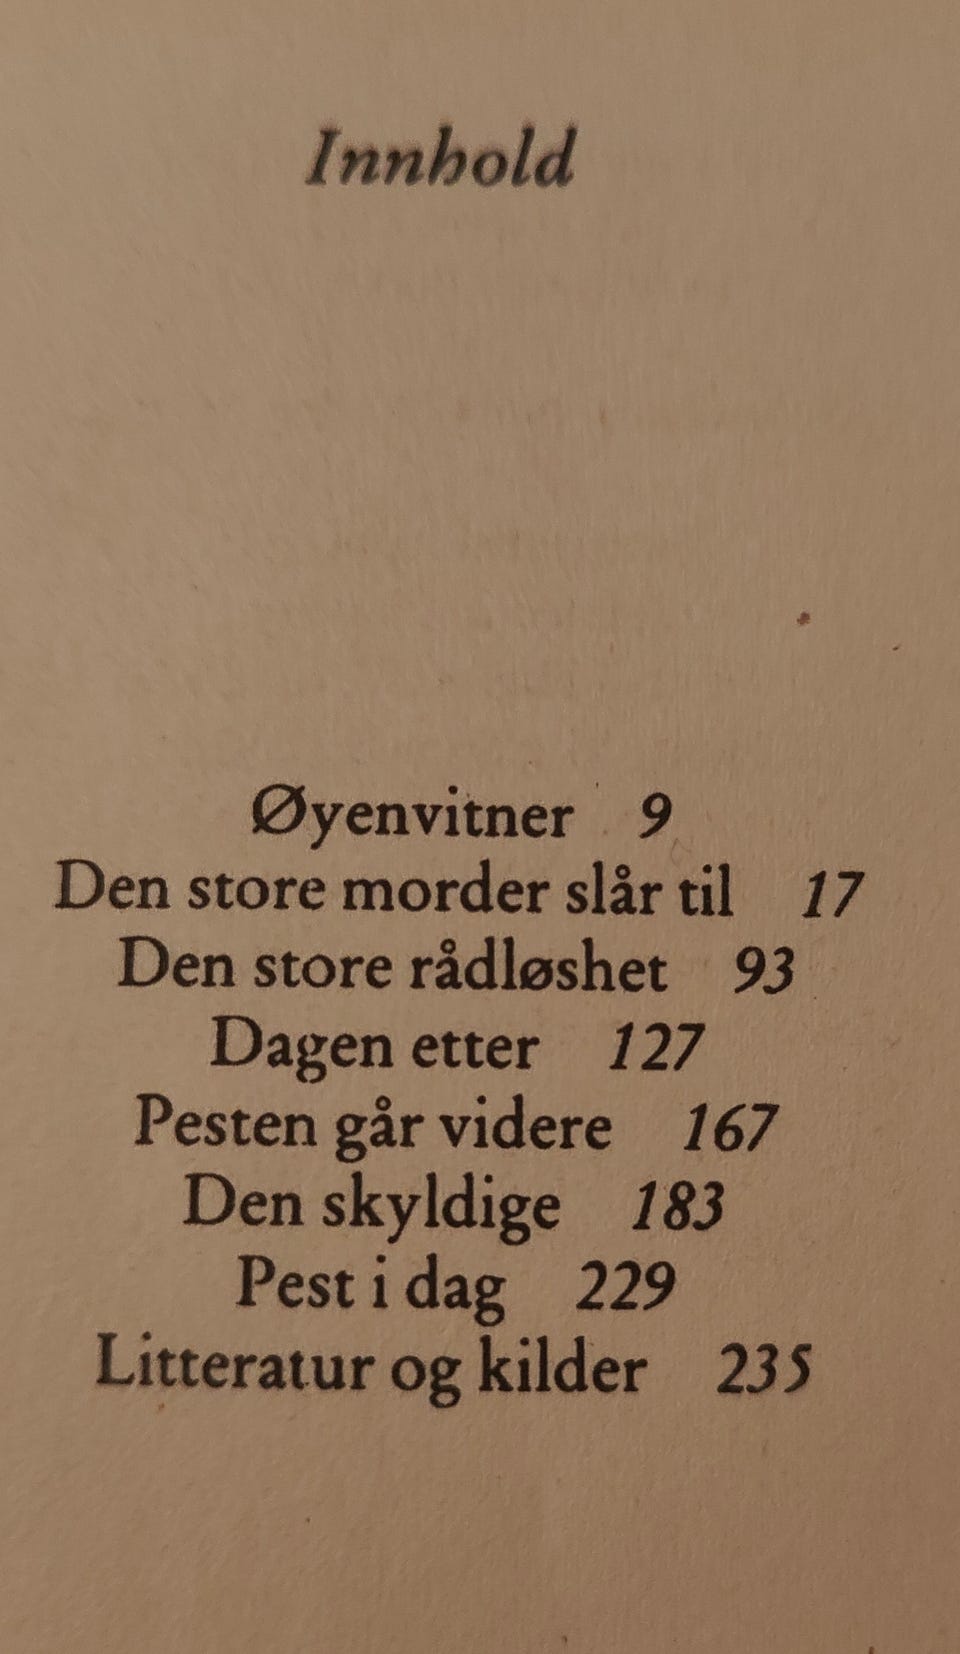 Innhold
Øyenvitner 9
Den store morder slår til 17
Den store rådløshet 93
Dagen etter 127
Pesten går videre 167
Den skyldige 183
Pest i dag 229
Litteratur og kilder 235